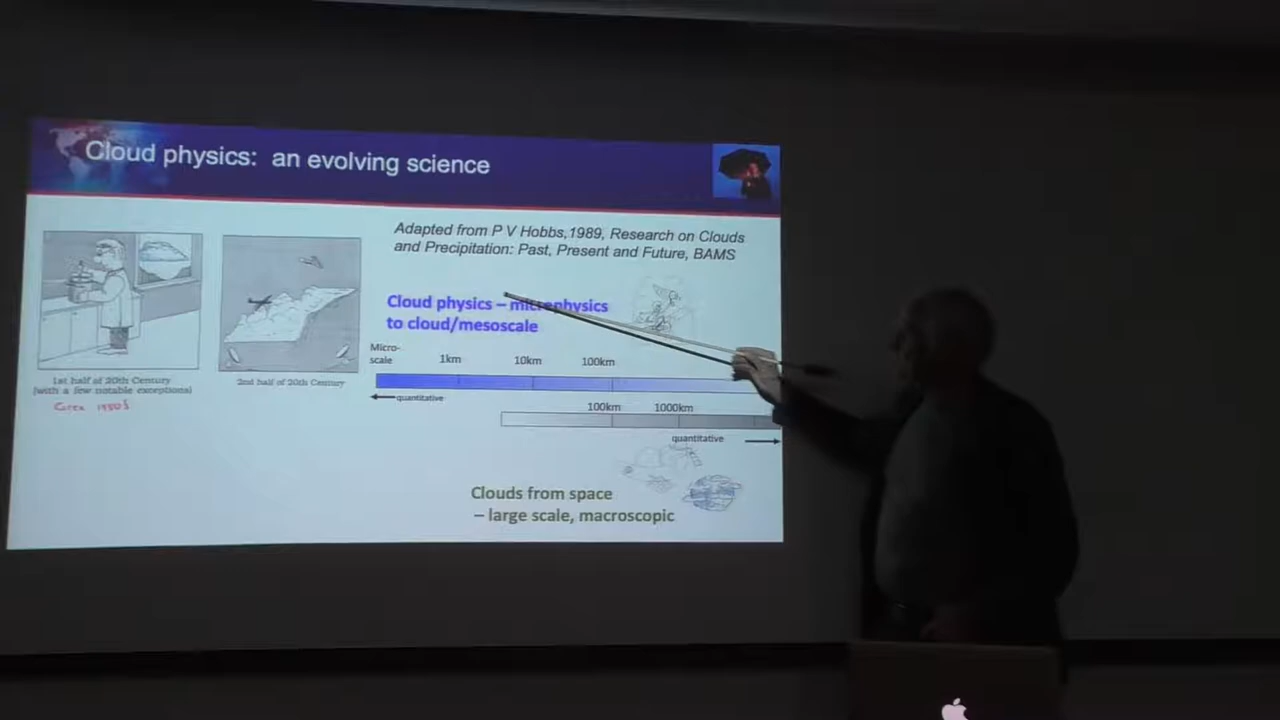 Cloud physics: an evolving science
Adapted from P V Hobbs,1989, Research on Clouds
and Precipitation: Past, Present and Future, BAMS
Cloud physics – microphysics
to cloud/mesoscale
Micro-
scale
1km
10km
100km
quantitative
100km
1000km
quantitative
Clouds from space
– large scale, macroscopic
1st half of 20th Century
(with a few notable exceptions)
1950s
2nd half of 20th Century